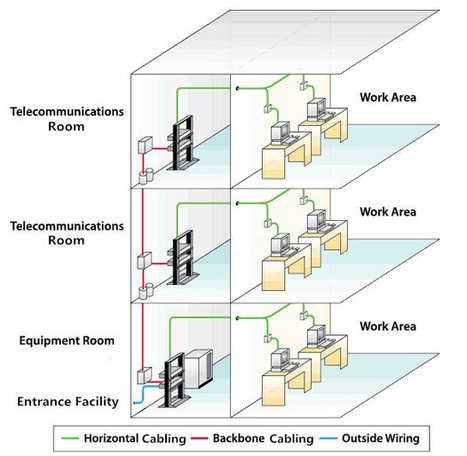 Telecommunications
Room
Work Area
Telecommunications
Room
Work Area
Equipment Room
Work Area
Entrance Facility
Horizontal Cabling
Backbone Cabling
Outside Wiring